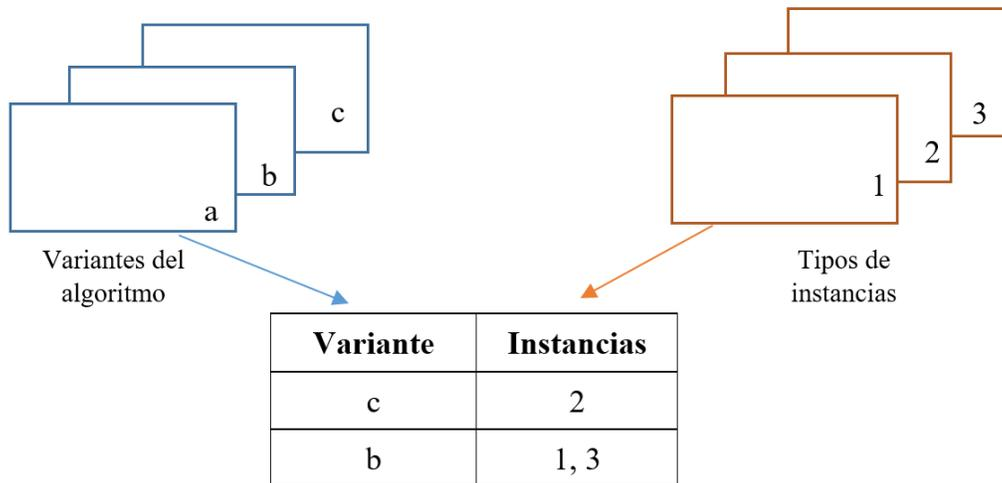 c
b
a
3
2
1
Variantes del
algoritmo
Tipos de
instancias
Variante Instancias
c 2
b 1, 3